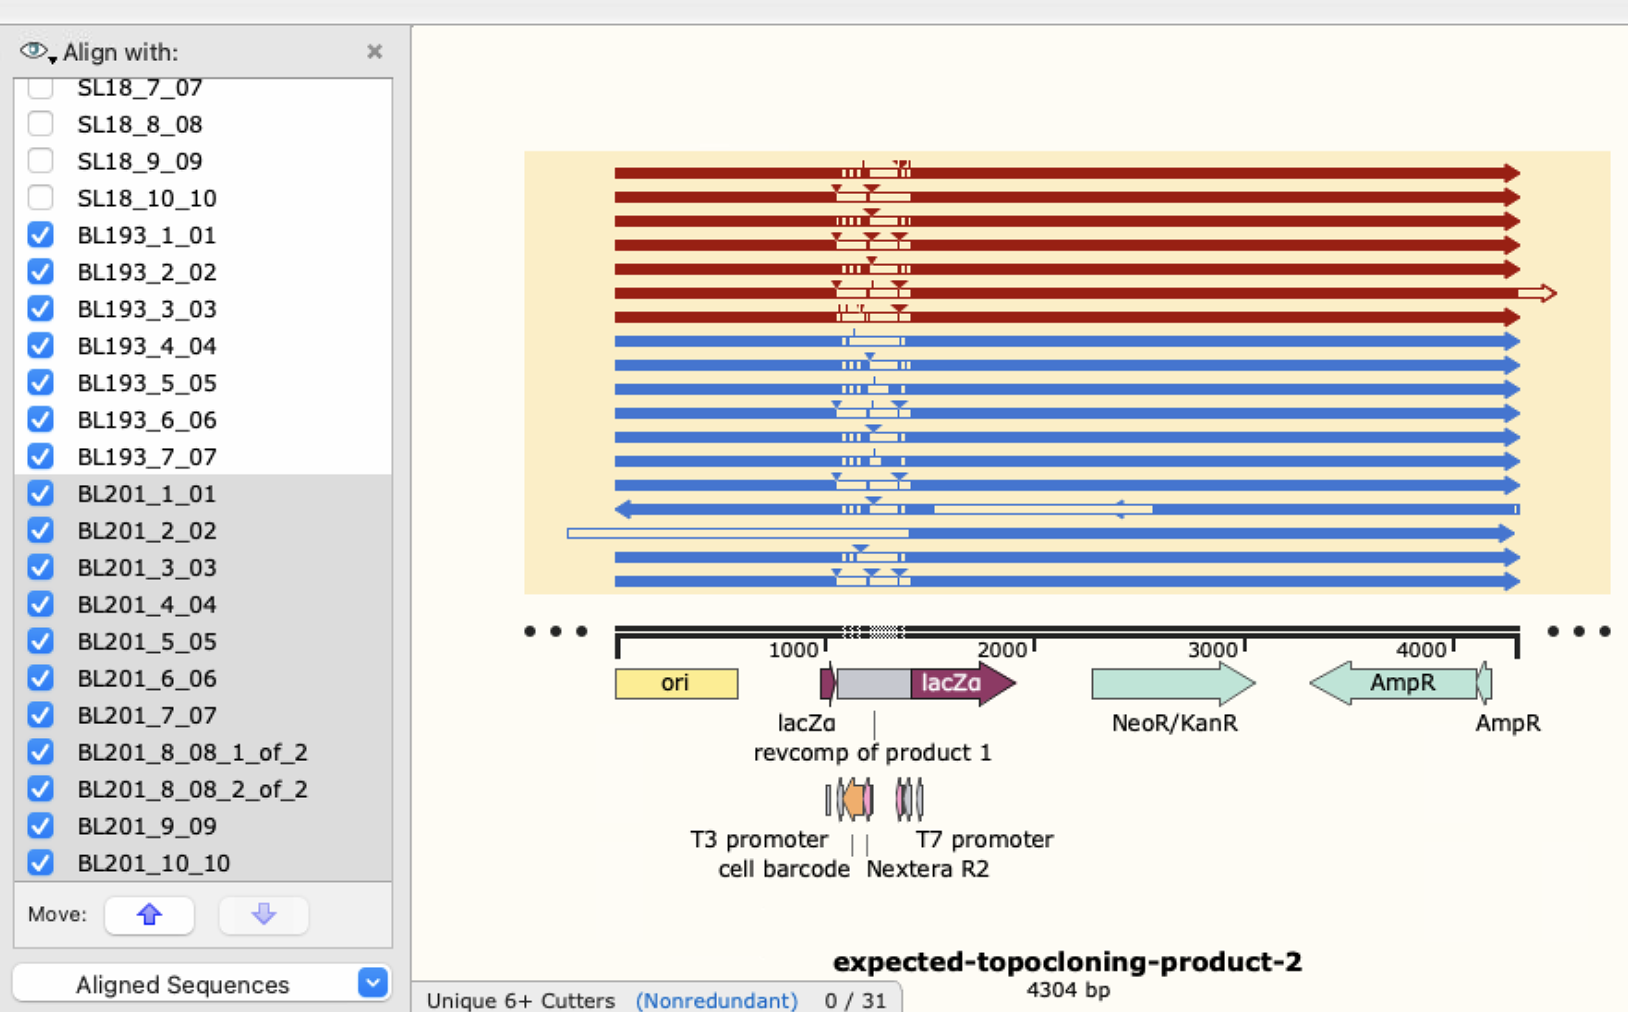 Align with:
SL18_7_07
SL18_8_08
SL18_9_09
SL18_10_10
BL193_1_01
BL193_2_02
BL193_3_03
BL193_4_04
BL193_5_05
BL193_6_06
BL193_7_07
BL201_1_01
BL201_2_02
BL201_3_03
BL201_4_04
BL201_5_05
BL201_6_06
BL201_7_07
BL201_8_08_1_of_2
BL201_8_08_2_of_2
BL201_9_09
BL201_10_10
Move:
Aligned Sequences
1000 2000 3000 4000
ori lacZα AmpR
lacZα NeoR/KanR AmpR
revcomp of product 1
T3 promoter T7 promoter
cell barcode Nextera R2
expected-topocloning-product-2
4304 bp
Unique 6+ Cutters (Nonredundant) 0 / 31